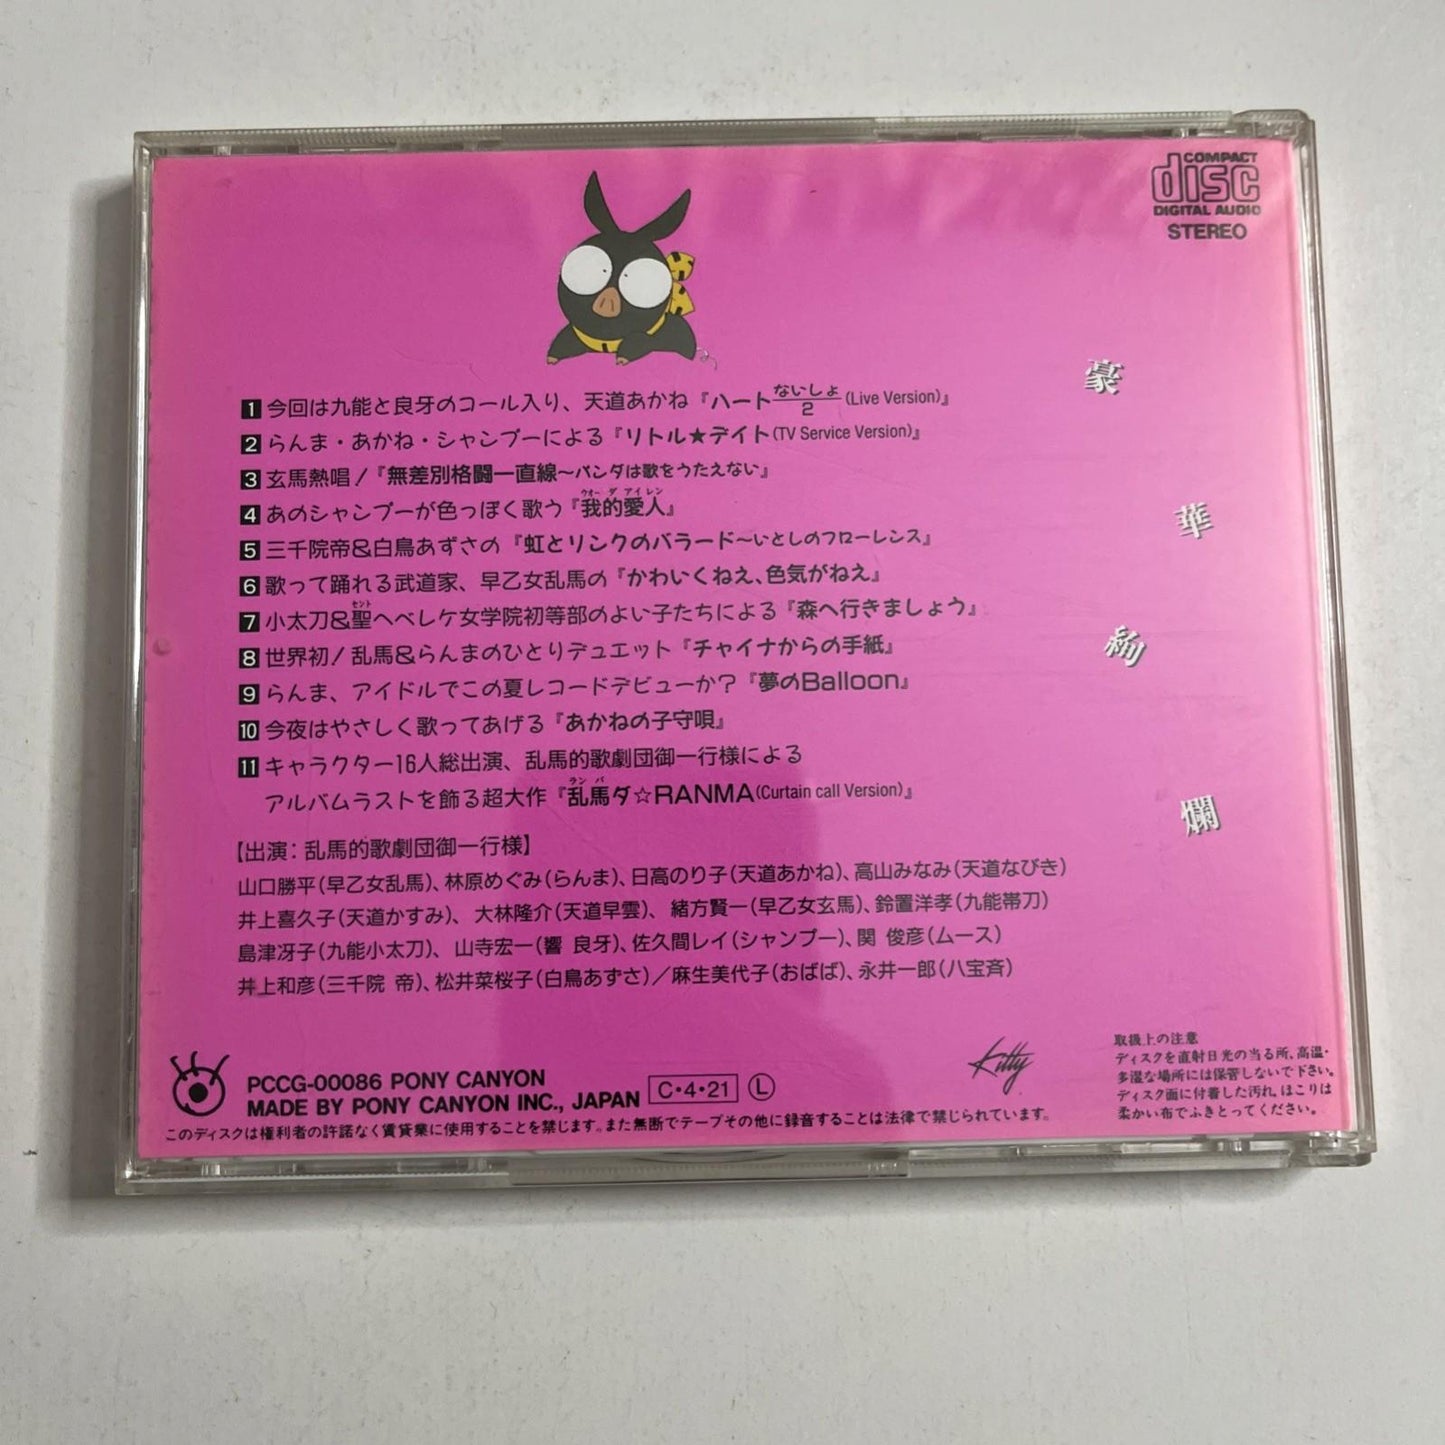 COMPACT
disc
DIGITAL AUDIO
STEREO
豪
華
絢
爛
1 今回は九能と良牙のコール入り、天道あかね『ハートないしょ/2(Live Version)』
2 らんま・あかね・シャンプーによる『リトル★デイト(TV Service Version)』
3 玄馬熱唱!『無差別格闘一直線〜パンダは歌をうたえない』
ウオー ダ アイ レン
4 あのシャンプーが色っぽく歌う『我的愛人』
5 三千院帝&白鳥あずさの『虹とリンクのバラード〜いとしのフローレンス』
6 歌って踊れる武道家、早乙女乱馬の『かわいくねえ、色気がねえ』
セント
7 小太刀&聖ヘベレケ女学院初等部のよい子たちによる『森へ行きましょう』
8 世界初!乱馬&らんまのひとりデュエット『チャイナからの手紙』
9 らんま、アイドルでこの夏レコードデビューか?『夢のBalloon』
10 今夜はやさしく歌ってあげる『あかねの子守唄』
11 キャラクター16人総出演、乱馬的歌劇団御一行様による
ラン バ
アルバムラストを飾る超大作『乱馬ダ☆RANMA(Curtain call Version)』
【出演:乱馬的歌劇団御一行様】
山口勝平(早乙女乱馬)、林原めぐみ(らんま)、日高のり子(天道あかね)、高山みなみ(天道なびき)
井上喜久子(天道かすみ)、大林隆介(天道早雲)、緒方賢一(早乙女玄馬)、鈴置洋孝(九能帯刀)
島津冴子(九能小太刀)、山寺宏一(響 良牙)、佐久間レイ(シャンプー)、関 俊彦(ムース)
井上和彦(三千院 帝)、松井菜桜子(白鳥あずさ)/麻生美代子(おばば)、永井一郎(八宝斉)
PCCG-00086 PONY CANYON
MADE BY PONY CANYON INC., JAPAN C・4・21 Ⓛ
このディスクは権利者の許諾なく賃貸業に使用することを禁じます。また無断でテープその他に録音することは法律で禁じられています。
Kitty
取扱上の注意
ディスクを直射日光の当る所、高温・
多湿な場所には保管しないで下さい。
ディスク面に付着した汚れ、ほこりは
柔かい布でふきとってください。